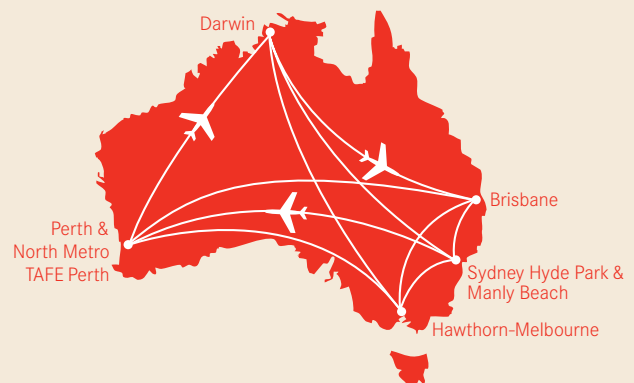 Darwin
Brisbane
Perth &
North Metro
TAFE Perth
Sydney Hyde Park &
Manly Beach
Hawthorn-Melbourne